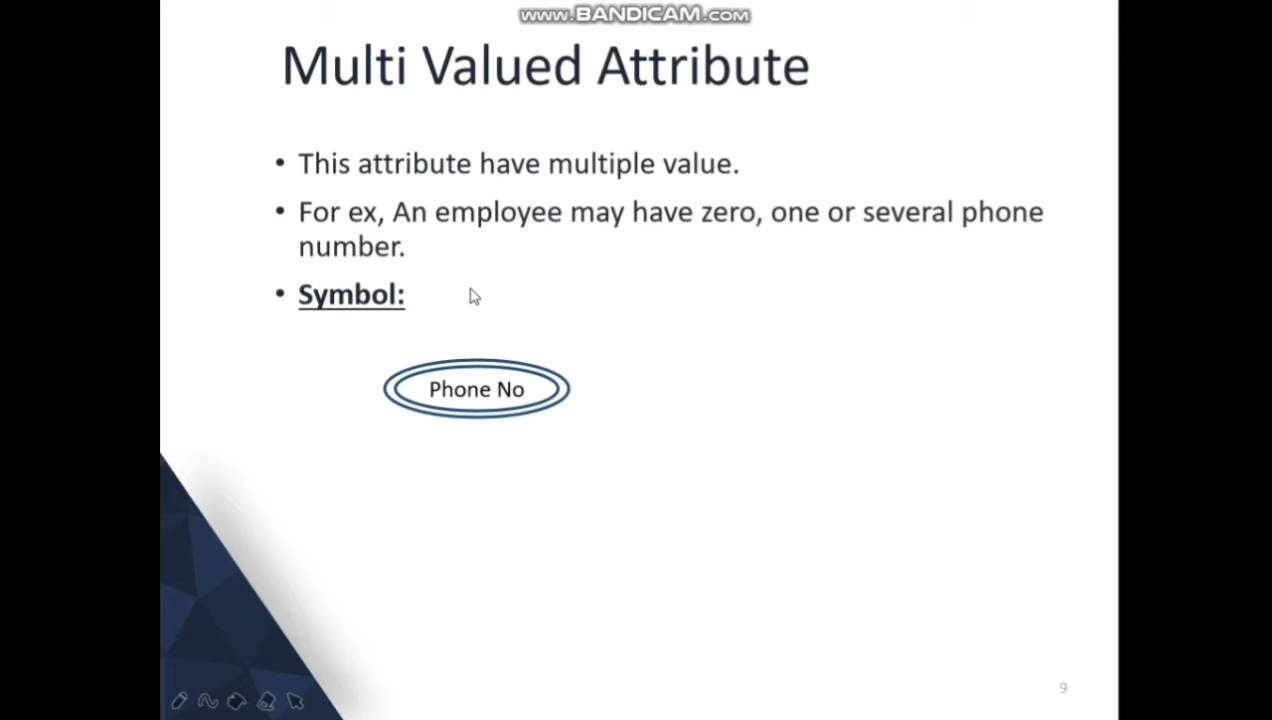 www.BANDICAM.com
Multi Valued Attribute
• This attribute have multiple value.
• For ex, An employee may have zero, one or several phone
number.
• Symbol:
Phone No
9